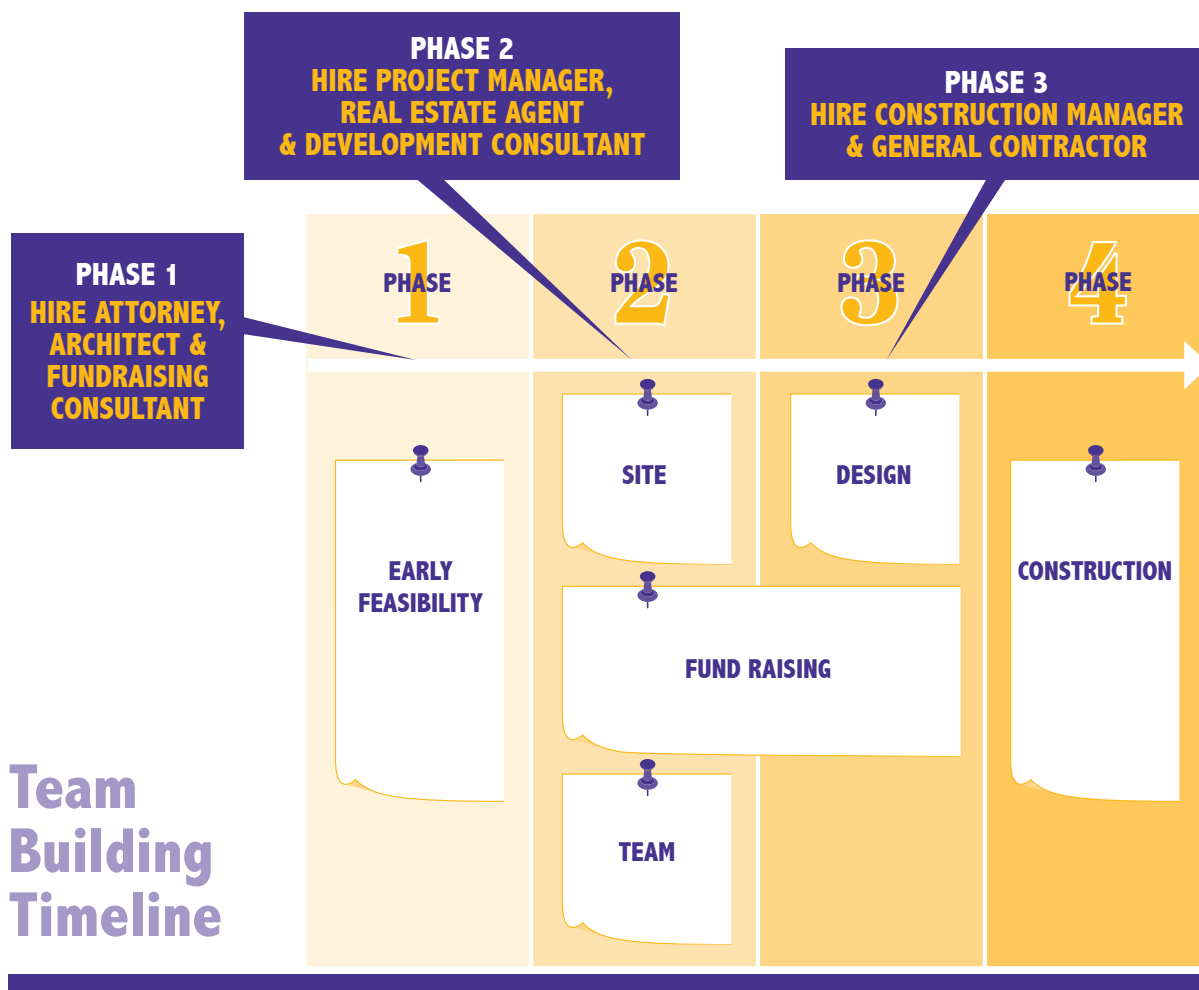 PHASE 2
HIRE PROJECT MANAGER,
REAL ESTATE AGENT
& DEVELOPMENT CONSULTANT
PHASE 3
HIRE CONSTRUCTION MANAGER
& GENERAL CONTRACTOR
PHASE 1
HIRE ATTORNEY,
ARCHITECT &
FUNDRAISING
CONSULTANT
PHASE 1
PHASE 2
PHASE 3
PHASE 4
EARLY
FEASIBILITY
SITE
DESIGN
FUND RAISING
TEAM
CONSTRUCTION
Team
Building
Timeline